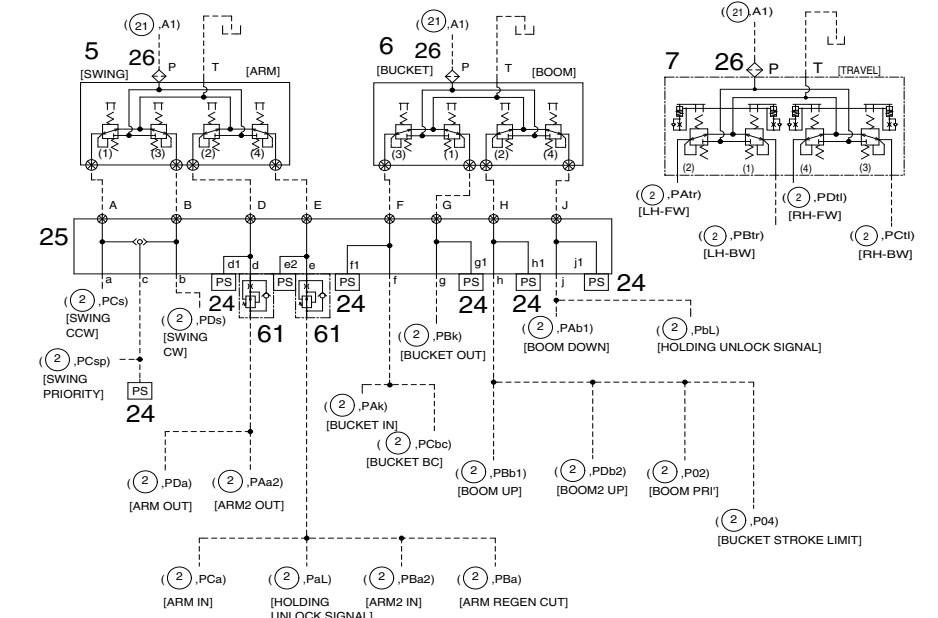 (21 ,A1)
(21 ,A1)
(21 ,A1)
5 26 P T
[SWING] [ARM]
6 26 P T
[BUCKET] [BOOM]
7 26 P T [TRAVEL]
(1) (3) (2) (4)
(3) (1) (2) (4)
(2) (1) (4) (3)
(2 ,PAtr)
[LH-FW]
(2 ,PDtl)
[RH-FW]
(2 ,PBtr)
[LH-BW]
(2 ,PCtl)
[RH-BW]
A B D E F G H J
25
d1 d e2 e f1 f g g1 h h1 j j1
a c b
PS PS PS PS PS PS
24 24 24 24 24
61 61
(2 ,PCs)
[SWING
CCW]
(2 ,PDs)
[SWING
CW]
(2 ,PCsp)
[SWING
PRIORITY]
PS
24
(2 ,PBk)
[BUCKET OUT]
(2 ,PAb1)
[BOOM DOWN]
(2 ,PbL)
[HOLDING UNLOCK SIGNAL]
(2 ,PAk)
[BUCKET IN]
(2 ,PCbc)
[BUCKET BC]
(2 ,PDa)
[ARM OUT]
(2 ,PAa2)
[ARM2 OUT]
(2 ,PBb1)
[BOOM UP]
(2 ,PDb2)
[BOOM2 UP]
(2 ,P02)
[BOOM PRI']
(2 ,P04)
[BUCKET STROKE LIMIT]
(2 ,PCa)
[ARM IN]
(2 ,PaL)
[HOLDING
UNLOCK SIGNAL]
(2 ,PBa2)
[ARM2 IN]
(2 ,PBa)
[ARM REGEN CUT]